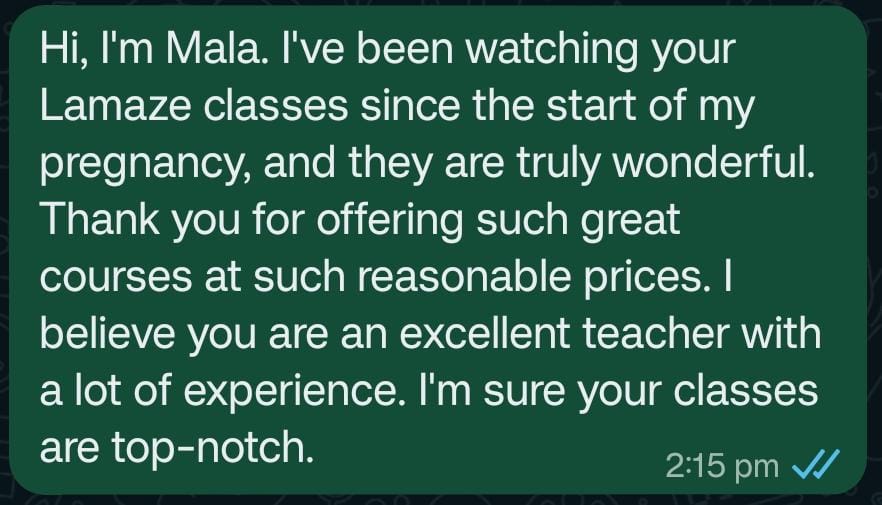 Hi, I'm Mala. I've been watching your
Lamaze classes since the start of my
pregnancy, and they are truly wonderful.
Thank you for offering such great
courses at such reasonable prices. I
believe you are an excellent teacher with
a lot of experience. I'm sure your classes
are top-notch.
2:15 pm